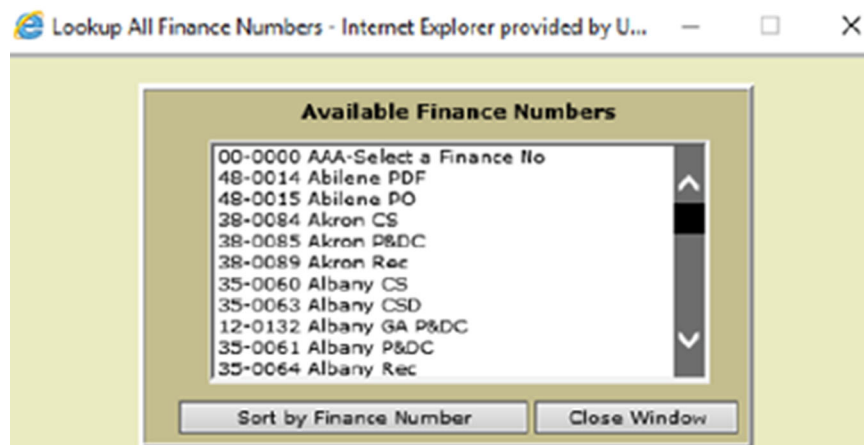 Lookup All Finance Numbers - Internet Explorer provided by U...
Available Finance Numbers
00-0000 AAA-Select a Finance No
48-0014 Abilene PDF
48-0015 Abilene PO
38-0084 Akron CS
38-0085 Akron P&DC
38-0089 Akron Rec
35-0060 Albany CS
35-0063 Albany CSD
12-0132 Albany GA P&DC
35-0061 Albany P&DC
35-0064 Albany Rec
Sort by Finance Number
Close Window